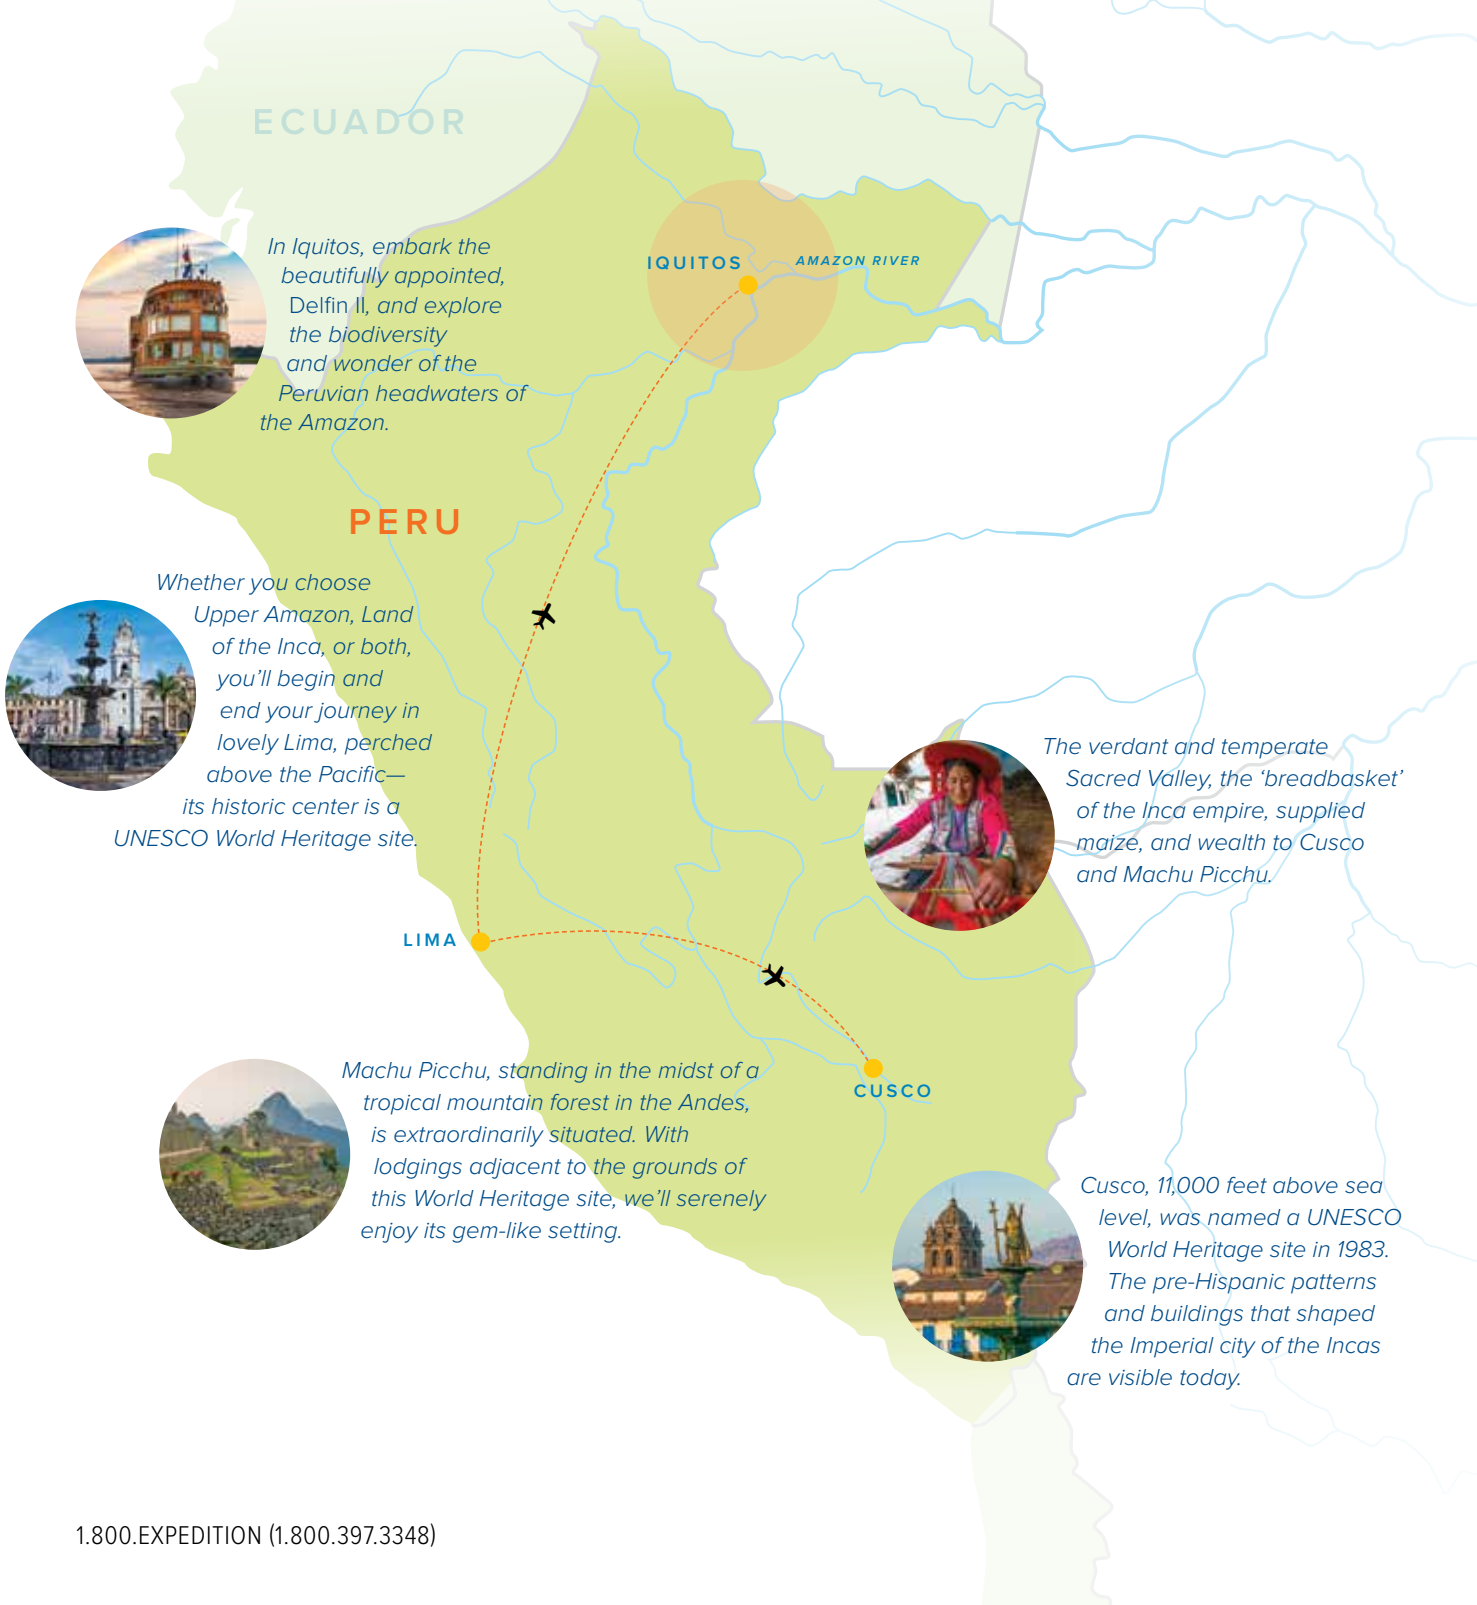 ECUADOR
In Iquitos, embark the
beautifully appointed,
Delfin II, and explore
the biodiversity
and wonder of the
Peruvian headwaters of
the Amazon.
IQUITOS
AMAZON RIVER
PERU
Whether you choose
Upper Amazon, Land
of the Inca, or both,
you’ll begin and
end your journey in
lovely Lima, perched
above the Pacific—
its historic center is a
UNESCO World Heritage site.
The verdant and temperate
Sacred Valley, the ‘breadbasket’
of the Inca empire, supplied
maize, and wealth to Cusco
and Machu Picchu.
LIMA
CUSCO
Machu Picchu, standing in the midst of a
tropical mountain forest in the Andes,
is extraordinarily situated. With
lodgings adjacent to the grounds of
this World Heritage site, we’ll serenely
enjoy its gem-like setting.
Cusco, 11,000 feet above sea
level, was named a UNESCO
World Heritage site in 1983.
The pre-Hispanic patterns
and buildings that shaped
the Imperial city of the Incas
are visible today.
1.800.EXPEDITION (1.800.397.3348)